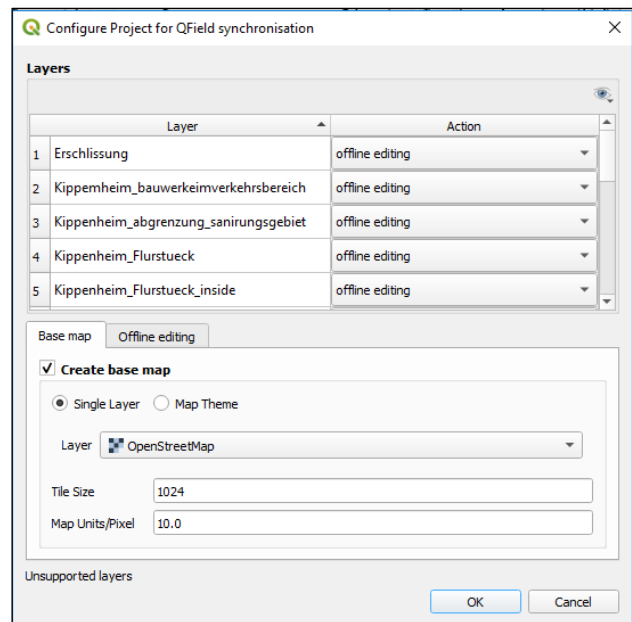 Configure Project for QField synchronisation
Layers
Layer Action
1 Erschlissung offline editing
2 Kippemheim_bauwerkeimverkehrsbereich offline editing
3 Kippenheim_abgrenzung_sanirungsgebiet offline editing
4 Kippenheim_Flurstueck offline editing
5 Kippenheim_Flurstueck_inside offline editing
Base map Offline editing
Create base map
Single Layer Map Theme
Layer OpenStreetMap
Tile Size 1024
Map Units/Pixel 10.0
Unsupported layers
OK Cancel